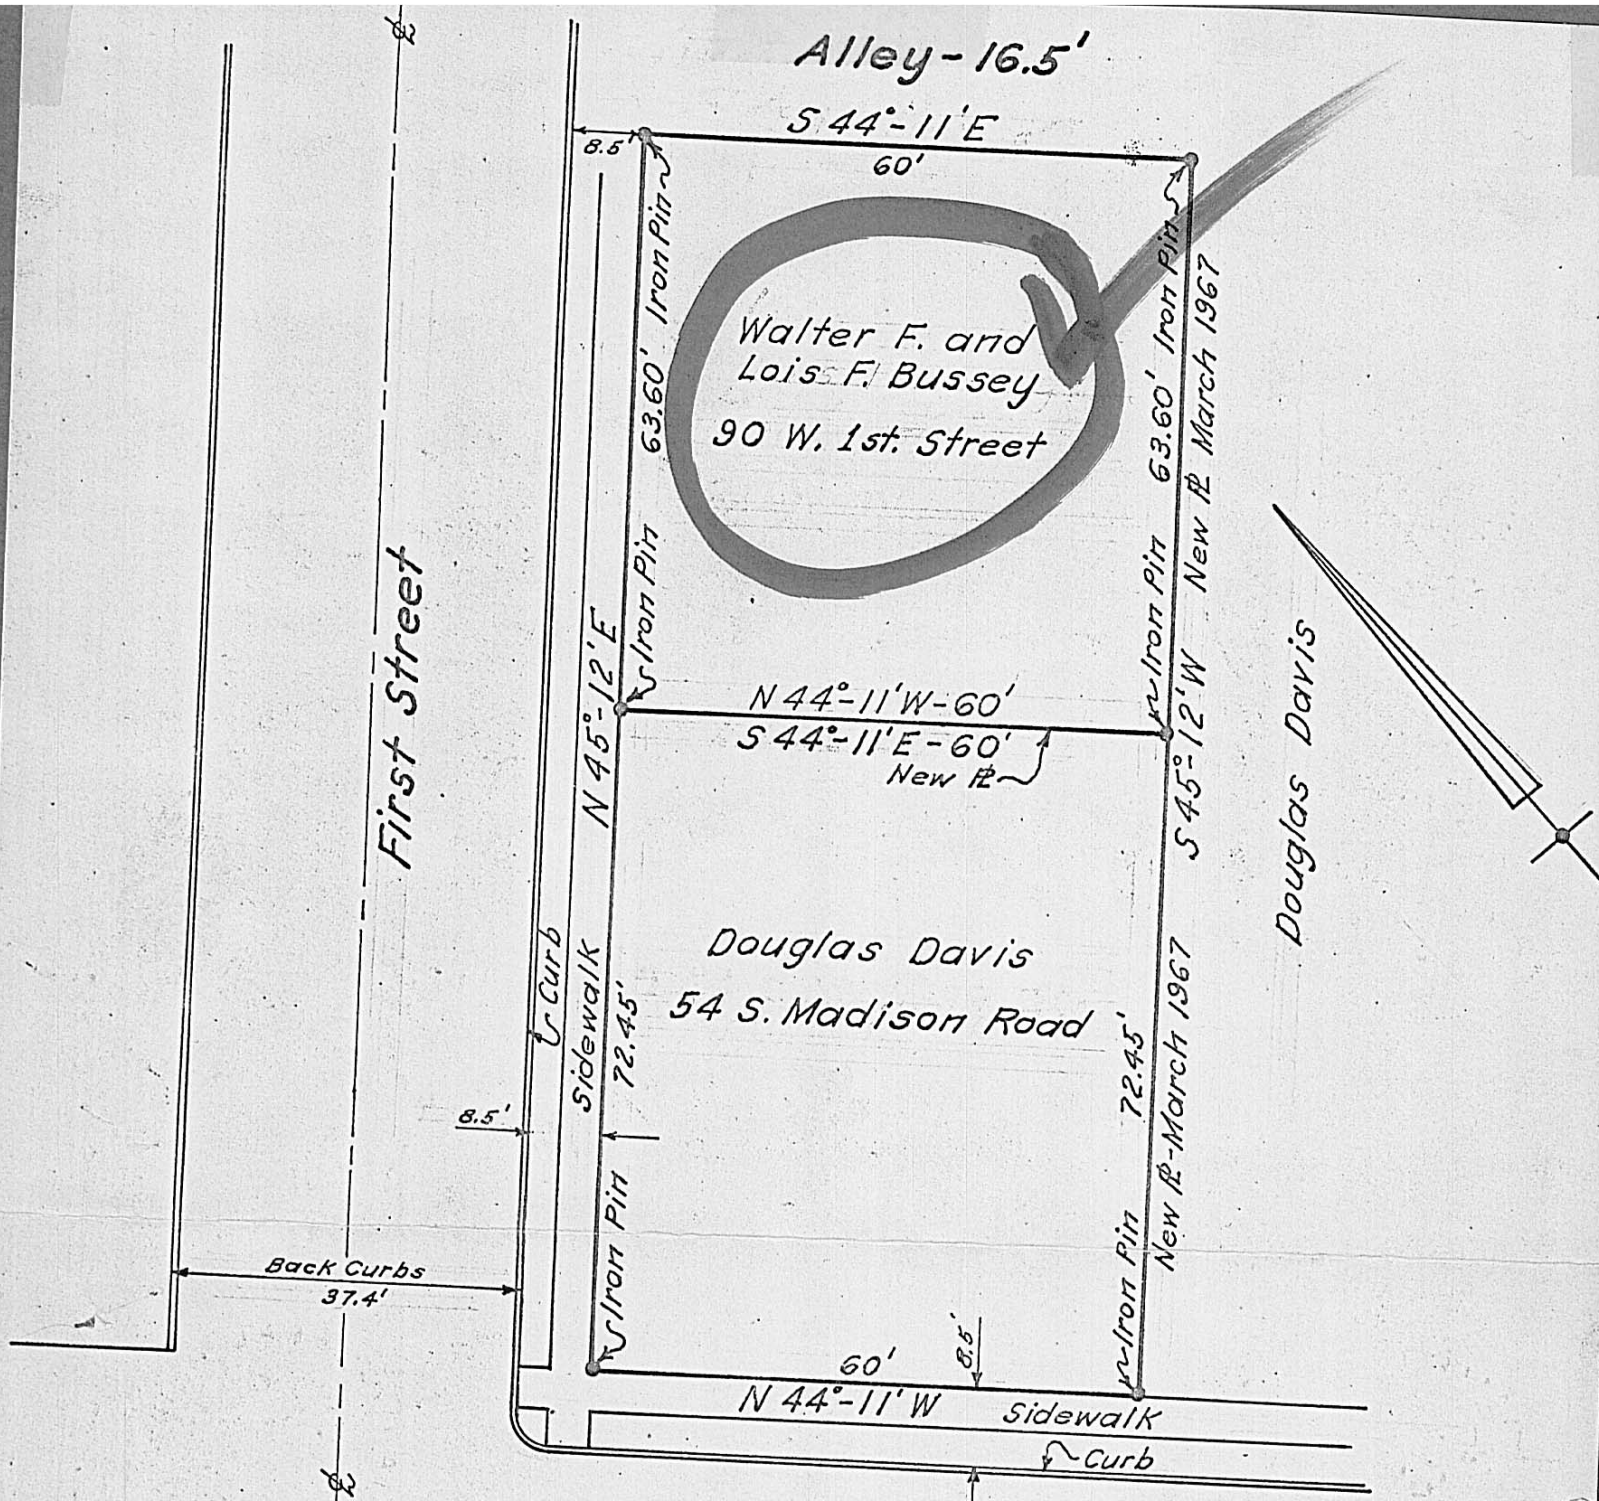 Alley - 16.5'
S 44°-11' E
60'
8.5'
Iron Pin
63.60'
Iron Pin
Iron Pin
63.60'
Iron Pin
Walter F. and
Lois F. Bussey
90 W. 1st. Street
New PL March 1967
First Street
N 45°-12' E
S 45°-12' W
N 44°-11' W - 60'
S 44°-11' E - 60'
New PL
Douglas Davis
Douglas Davis
54 S. Madison Road
Curb
Sidewalk
72.45'
72.45'
New PL - March 1967
8.5'
Iron Pin
Iron Pin
Back Curbs
37.4'
60'
8.5'
N 44°-11' W
Sidewalk
Curb